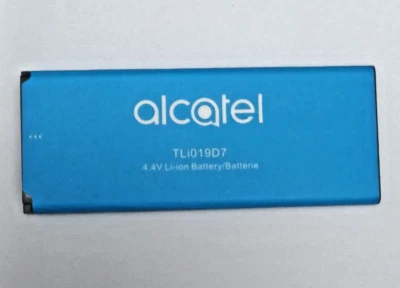 alcatel
TLi019D7
4.4V Li-ion Battery/Batterie